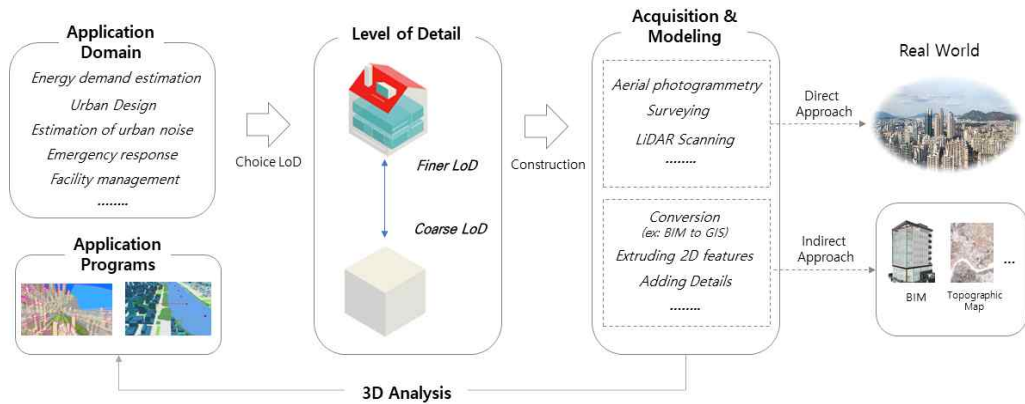 Application
Domain
Energy demand estimation
Urban Design
Estimation of urban noise
Emergency response
Facility management
........
Application
Programs
Choice LoD
Level of Detail
Finer LoD
Coarse LoD
Construction
Acquisition &
Modeling
Aerial photogrammetry
Surveying
LiDAR Scanning
........
Conversion
(ex: BIM to GIS)
Extruding 2D features
Adding Details
........
Direct
Approach
Indirect
Approach
Real World
BIM
Topographic
Map
...
3D Analysis